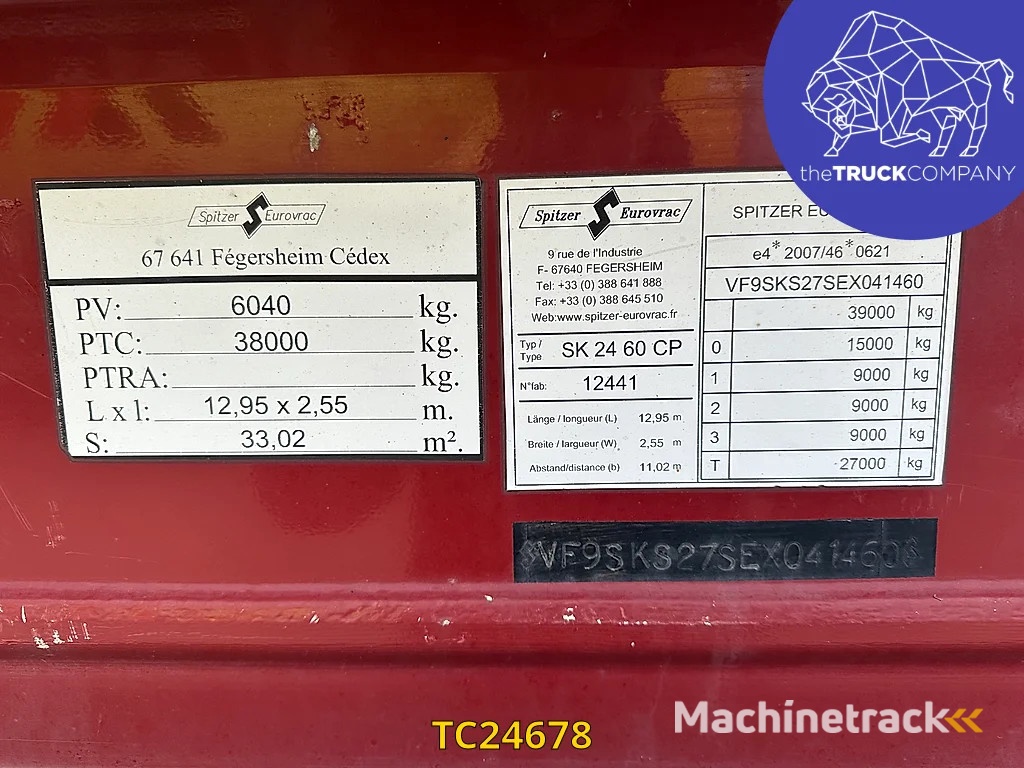 theTRUCKCOMPANY
Spitzer Eurovrac
67 641 Fégersheim Cédex
PV: 6040 kg.
PTC: 38000 kg.
PTRA: kg.
L x l: 12,95 x 2,55 m.
S: 33,02 m².
Spitzer Eurovrac
9 rue de l'Industrie
F- 67640 FEGERSHEIM
Tel: +33 (0) 388 641 888
Fax: +33 (0) 388 645 510
Web:www.spitzer-eurovrac.fr
Typ / Type SK 24 60 CP
N°fab: 12441
Länge / longueur (L) 12,95 m
Breite / largueur (W) 2,55 m
Abstand/distance (b) 11,02 m
SPITZER
e4* 2007/46* 0621
VF9SKS27SEX041460
39000 kg
0 15000 kg
1 9000 kg
2 9000 kg
3 9000 kg
T 27000 kg
VF9SKS27SEX041460
TC24678
Machinetrack